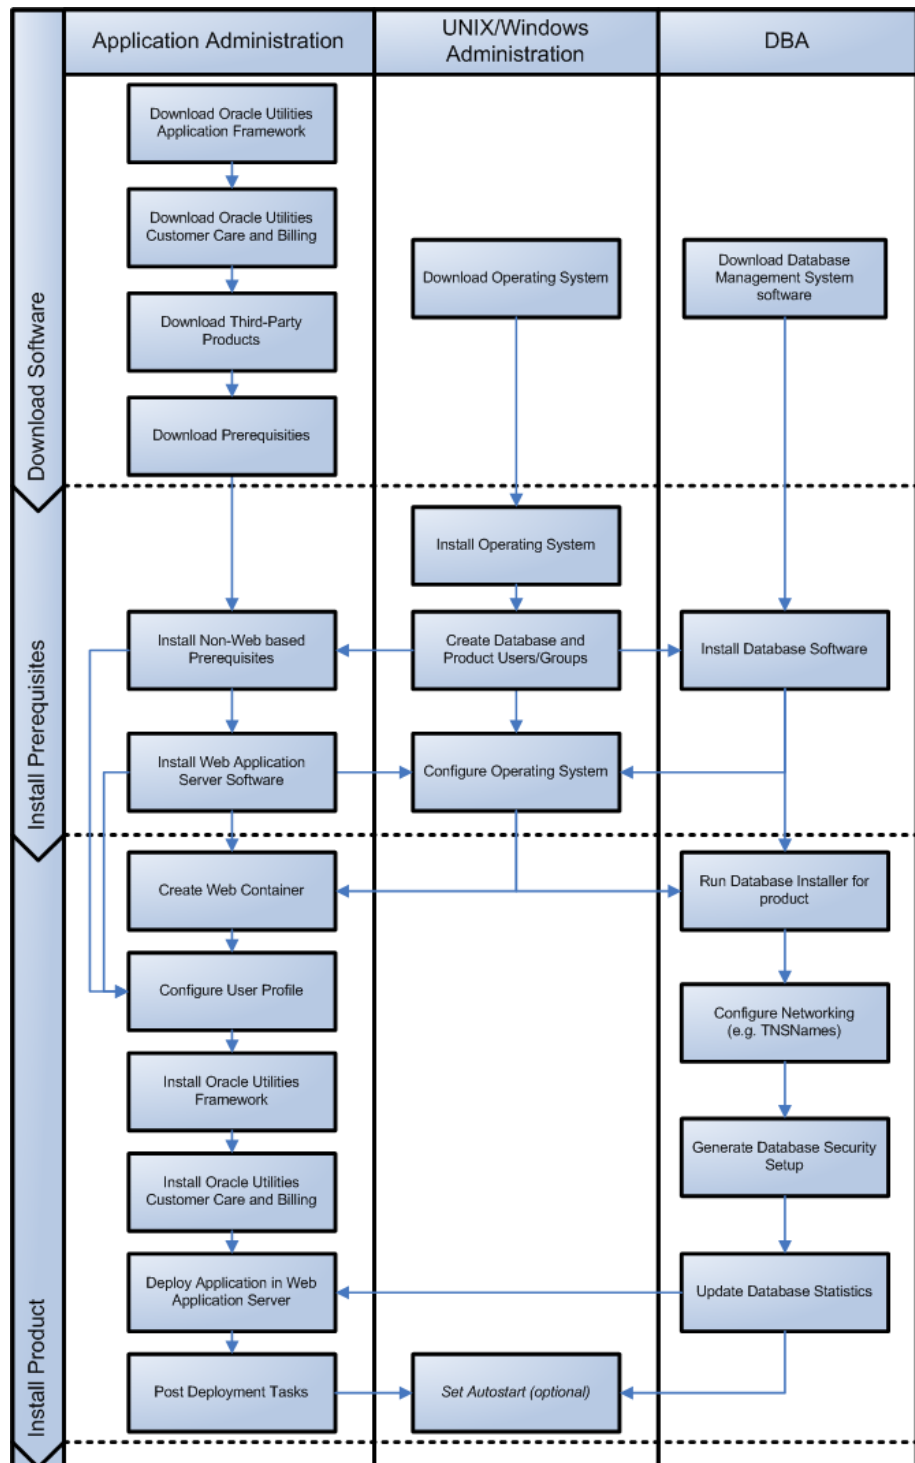 Application Administration
UNIX/Windows
Administration
DBA
Download Software
Download Oracle Utilities
Application Framework
Download Oracle Utilities
Customer Care and Billing
Download Operating System
Download Database
Management System
software
Download Third-Party
Products
Download Prerequisities
Install Prerequisites
Install Operating System
Install Non-Web based
Prerequisites
Create Database and
Product Users/Groups
Install Database Software
Install Web Application
Server Software
Configure Operating System
Install Product
Create Web Container
Run Database Installer for
product
Configure User Profile
Configure Networking
(e.g. TNSNames)
Install Oracle Utilities
Framework
Generate Database Security
Setup
Install Oracle Utilities
Customer Care and Billing
Deploy Application in Web
Application Server
Update Database Statistics
Post Deployment Tasks
Set Autostart (optional)